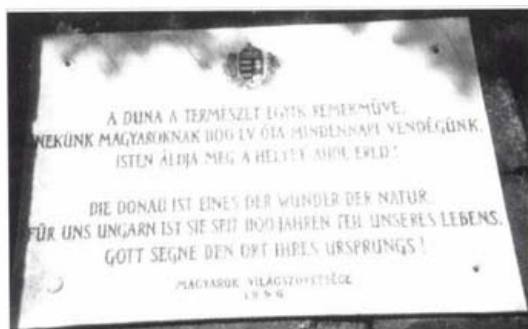 A DUNA A TERMÉSZET EGYIK REMEKMŰVE,
NEKÜNK MAGYAROKNAK 1100 ÉV ÓTA MINDENNAPI VENDÉGÜNK.
ISTEN ÁLDJA MEG A HELYET AHOL ERED!
DIE DONAU IST EINES DER WUNDER DER NATUR.
FÜR UNS UNGARN IST SIE SEIT 1100 JAHREN TEIL UNSERES LEBENS.
GOTT SEGNE DEN ORT IHRES URSPRUNGS!
MAGYAROK VILÁGSZÖVETSÉGE
1996